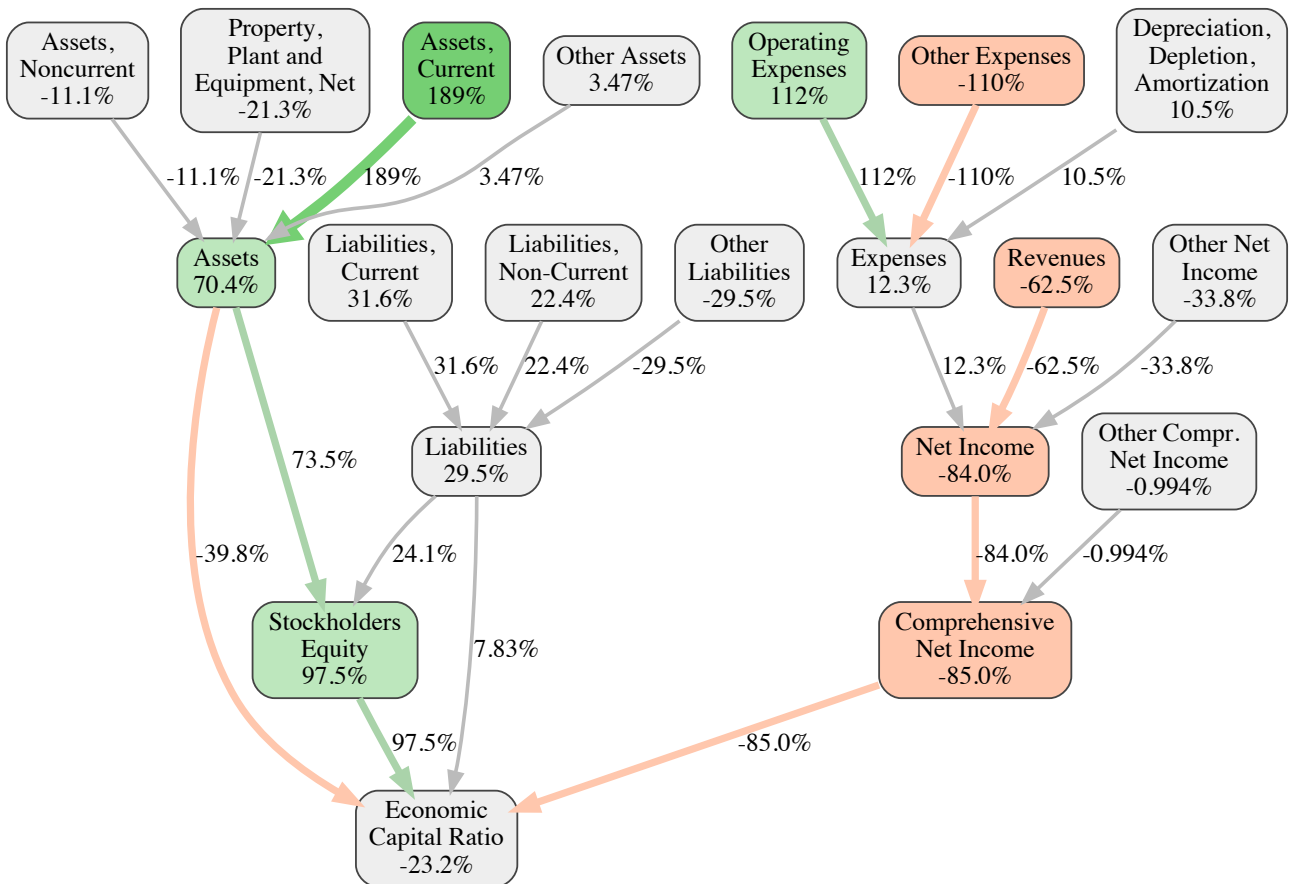 Assets,
Noncurrent
-11.1%
Property,
Plant and
Equipment, Net
-21.3%
Assets,
Current
189%
Other Assets
3.47%
Operating
Expenses
112%
Other Expenses
-110%
Depreciation,
Depletion,
Amortization
10.5%
-11.1%
-21.3%
189%
3.47%
112%
-110%
10.5%
Assets
70.4%
Liabilities,
Current
31.6%
Liabilities,
Non-Current
22.4%
Other
Liabilities
-29.5%
Expenses
12.3%
Revenues
-62.5%
Other Net
Income
-33.8%
31.6%
22.4%
-29.5%
12.3%
-62.5%
-33.8%
73.5%
Liabilities
29.5%
Net Income
-84.0%
Other Compr.
Net Income
-0.994%
-39.8%
24.1%
-84.0%
-0.994%
Stockholders
Equity
97.5%
7.83%
Comprehensive
Net Income
-85.0%
97.5%
-85.0%
Economic
Capital Ratio
-23.2%